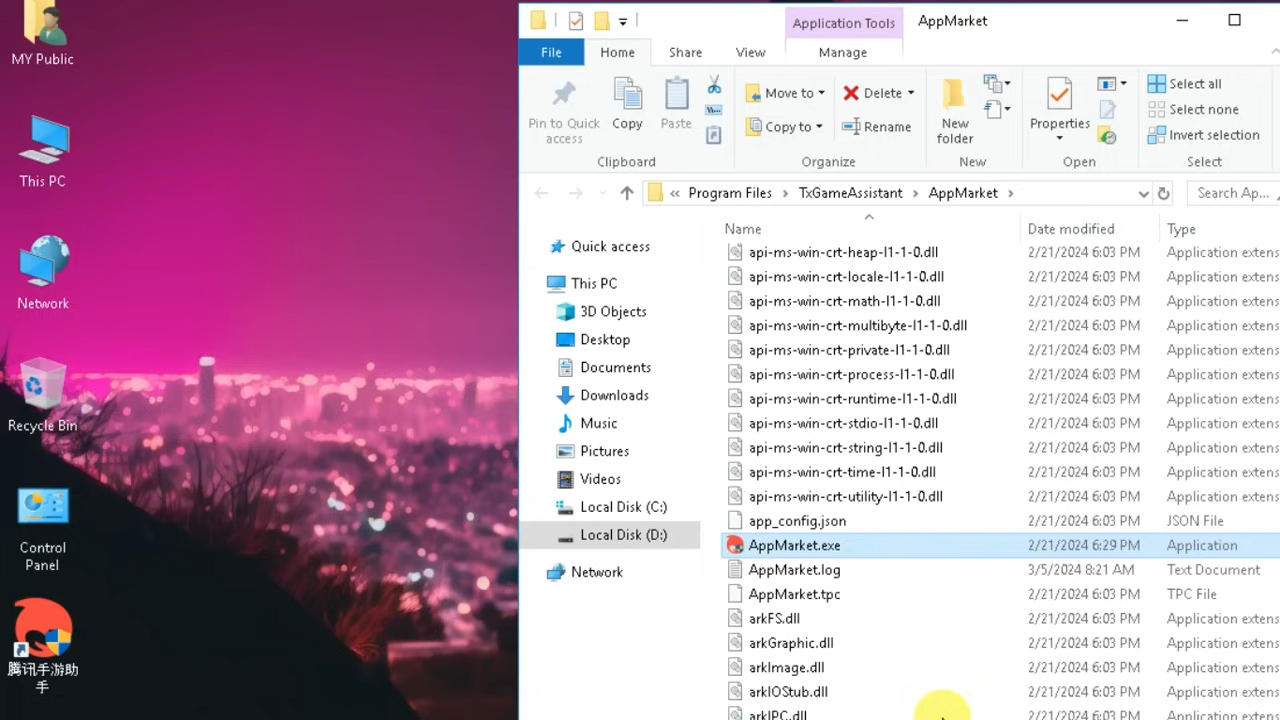 MY Public
This PC
Network
Recycle Bin
Control
Panel
腾讯手游助
手
Application Tools
AppMarket
File
Home
Share
View
Manage
Pin to Quick
access
Copy
Paste
Clipboard
Move to
Copy to
Delete
Rename
Organize
New
folder
New
Properties
Open
Select all
Select none
Invert selection
Select
« Program Files › TxGameAssistant › AppMarket ›
Search Ap...
Quick access
This PC
3D Objects
Desktop
Documents
Downloads
Music
Pictures
Videos
Local Disk (C:)
Local Disk (D:)
Network
Name Date modified Type
api-ms-win-crt-heap-l1-1-0.dll 2/21/2024 6:03 PM Application extens
api-ms-win-crt-locale-l1-1-0.dll 2/21/2024 6:03 PM Application extens
api-ms-win-crt-math-l1-1-0.dll 2/21/2024 6:03 PM Application extens
api-ms-win-crt-multibyte-l1-1-0.dll 2/21/2024 6:03 PM Application extens
api-ms-win-crt-private-l1-1-0.dll 2/21/2024 6:03 PM Application extens
api-ms-win-crt-process-l1-1-0.dll 2/21/2024 6:03 PM Application extens
api-ms-win-crt-runtime-l1-1-0.dll 2/21/2024 6:03 PM Application extens
api-ms-win-crt-stdio-l1-1-0.dll 2/21/2024 6:03 PM Application extens
api-ms-win-crt-string-l1-1-0.dll 2/21/2024 6:03 PM Application extens
api-ms-win-crt-time-l1-1-0.dll 2/21/2024 6:03 PM Application extens
api-ms-win-crt-utility-l1-1-0.dll 2/21/2024 6:03 PM Application extens
app_config.json 2/21/2024 6:03 PM JSON File
AppMarket.exe 2/21/2024 6:29 PM Application
AppMarket.log 3/5/2024 8:21 AM Text Document
AppMarket.tpc 2/21/2024 6:03 PM TPC File
arkFS.dll 2/21/2024 6:03 PM Application extens
arkGraphic.dll 2/21/2024 6:03 PM Application extens
arkImage.dll 2/21/2024 6:03 PM Application extens
arkIOStub.dll 2/21/2024 6:03 PM Application extens
arkIPC.dll 2/21/2024 6:03 PM Application extens